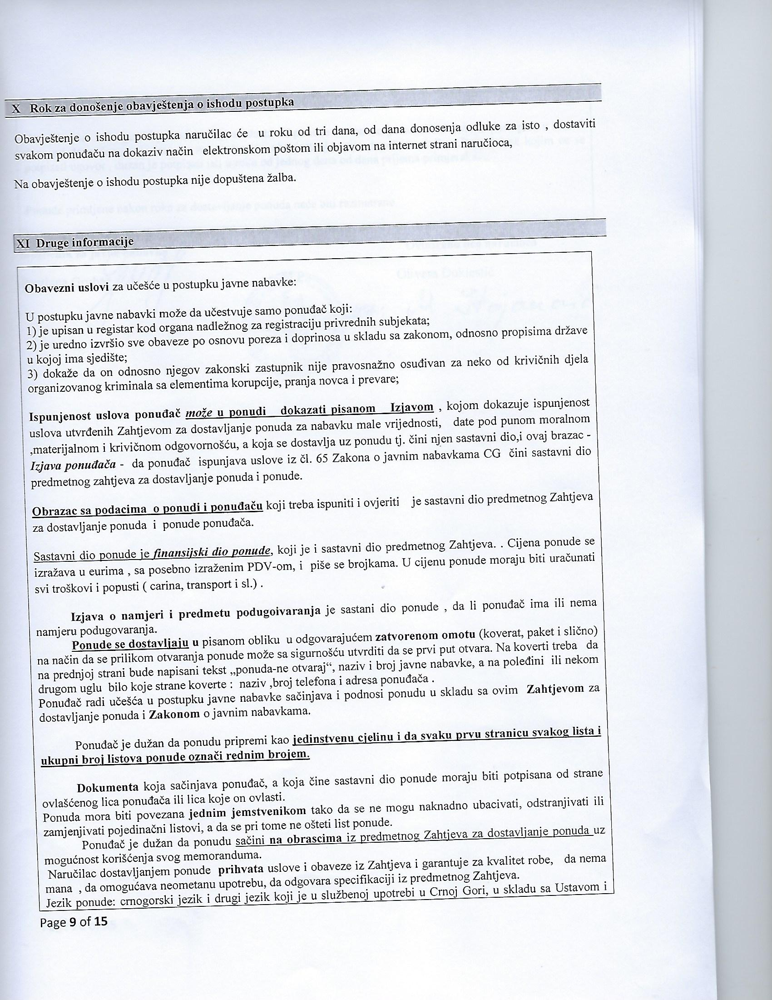 X Rok za donošenje obavještenja o ishodu postupka
Obavještenje o ishodu postupka naručilac će u roku od tri dana, od dana donosenja odluke za isto , dostaviti
svakom ponuđaču na dokaziv način elektronskom poštom ili objavom na internet strani naručioca,
Na obavještenje o ishodu postupka nije dopuštena žalba.
XI Druge informacije
Obavezni uslovi za učešće u postupku javne nabavke:
U postupku javne nabavki može da učestvuje samo ponuđač koji:
1) je upisan u registar kod organa nadležnog za registraciju privrednih subjekata;
2) je uredno izvršio sve obaveze po osnovu poreza i doprinosa u skladu sa zakonom, odnosno propisima države
u kojoj ima sjedište;
3) dokaže da on odnosno njegov zakonski zastupnik nije pravosnažno osuđivan za neko od krivičnih djela
organizovanog kriminala sa elementima korupcije, pranja novca i prevare;
Ispunjenost uslova ponuđač može u ponudi dokazati pisanom Izjavom , kojom dokazuje ispunjenost
uslova utvrđenih Zahtjevom za dostavljanje ponuda za nabavku male vrijednosti, date pod punom moralnom
,materijalnom i krivičnom odgovornošću, a koja se dostavlja uz ponudu tj. čini njen sastavni dio,i ovaj brazac -
Izjava ponuđača - da ponuđač ispunjava uslove iz čl. 65 Zakona o javnim nabavkama CG čini sastavni dio
predmetnog zahtjeva za dostavljanje ponuda i ponude.
Obrazac sa podacima o ponudi i ponuđaču koji treba ispuniti i ovjeriti je sastavni dio predmetnog Zahtjeva
za dostavljanje ponuda i ponude ponuđača.
Sastavni dio ponude je finansijski dio ponude, koji je i sastavni dio predmetnog Zahtjeva. . Cijena ponude se
izražava u eurima , sa posebno izraženim PDV-om, i piše se brojkama. U cijenu ponude moraju biti uračunati
svi troškovi i popusti ( carina, transport i sl.) .
Izjava o namjeri i predmetu podugoivaranja je sastani dio ponude , da li ponuđač ima ili nema
namjeru podugovaranja.
Ponude se dostavljaju u pisanom obliku u odgovarajućem zatvorenom omotu (koverat, paket i slično)
na način da se prilikom otvaranja ponude može sa sigurnošću utvrditi da se prvi put otvara. Na koverti treba da
na prednjoj strani bude napisani tekst „ponuda-ne otvaraj“, naziv i broj javne nabavke, a na poleđini ili nekom
drugom uglu bilo koje strane koverte : naziv ,broj telefona i adresa ponuđača .
Ponuđač radi učešća u postupku javne nabavke sačinjava i podnosi ponudu u skladu sa ovim Zahtjevom za
dostavljanje ponuda i Zakonom o javnim nabavkama.
Ponuđač je dužan da ponudu pripremi kao jedinstvenu cjelinu i da svaku prvu stranicu svakog lista i
ukupni broj listova ponude označi rednim brojem.
Dokumenta koja sačinjava ponuđač, a koja čine sastavni dio ponude moraju biti potpisana od strane
ovlašćenog lica ponuđača ili lica koje on ovlasti.
Ponuda mora biti povezana jednim jemstvenikom tako da se ne mogu naknadno ubacivati, odstranjivati ili
zamjenjivati pojedinačni listovi, a da se pri tome ne ošteti list ponude.
Ponuđač je dužan da ponudu sačini na obrascima iz predmetnog Zahtjeva za dostavljanje ponuda uz
mogućnost korišćenja svog memoranduma.
Naručilac dostavljanjem ponude prihvata uslove i obaveze iz Zahtjeva i garantuje za kvalitet robe, da nema
mana , da omogućava neometanu upotrebu, da odgovara specifikaciji iz predmetnog Zahtjeva.
Jezik ponude: crnogorski jezik i drugi jezik koji je u službenoj upotrebi u Crnoj Gori, u skladu sa Ustavom i
Page 9 of 15